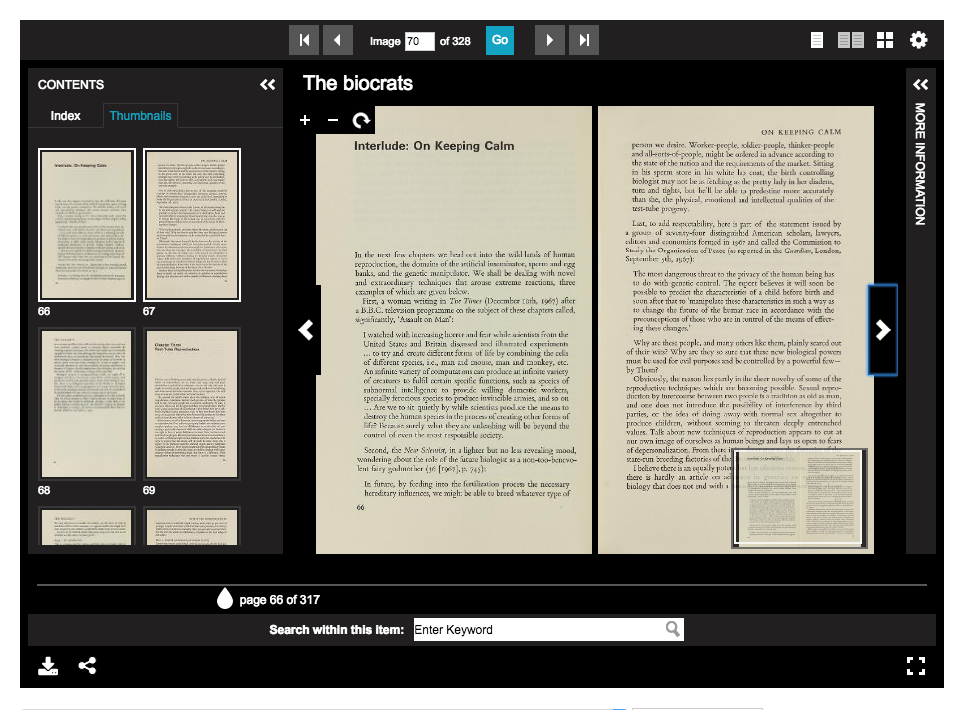 Image 70 of 328 Go
CONTENTS
The biocrats
Index Thumbnails
MORE INFORMATION
66
67
68
69
Interlude: On Keeping Calm
In the next few chapters we head out into the wild lands of human
reproduction, the domains of the artificial inseminator, sperm and egg
banks, and the genetic manipulator. We shall be dealing with novel
and extraordinary techniques that arouse extreme reactions, three
examples of which are given below.
First, a woman writing in The Times (December 10th, 1967) after
a B.B.C. television programme on the subject of these chapters called,
significantly, 'Assault on Man':
I watched with increasing horror and fear while scientists from the
United States and Britain discussed and illustrated experiments
... to try and create different forms of life by combining the cells
of different species, i.e., man and mouse, man and monkey, etc.
An infinite variety of computations can produce an infinite variety
of creatures to fulfil certain specific functions, such as species of
subnormal intelligence to provide willing domestic workers,
specially ferocious species to produce invincible armies, and so on
... Are we to sit quietly by while scientists produce the means to
destroy the human species in the process of creating other forms of
life? Because surely what they are unleashing will be beyond the
control of even the most responsible society.
Second, the New Scientist, in a lighter but no less revealing mood,
wondering about the role of the future biologist as a non-too-benevo-
lent fairy godmother (36 [1967], p. 745):
In future, by feeding into the fertilization process the necessary
hereditary influences, we might be able to breed whatever type of
66
ON KEEPING CALM
person we desire. Worker-people, soldier-people, thinker-people
and all-sorts-of-people, might be ordered in advance according to
the state of the nation and the requirements of the market. Sitting
in his sperm store in his white lab coat, the birth controlling
biologist may not be as fetching as the pretty lady in her diadem,
tutu and tights, but he'll be able to predestine more accurately
than she, the physical, emotional and intellectual qualities of the
test-tube progeny.
Last, to add respectability, here is part of the statement issued by
a group of seventy-four distinguished American scholars, lawyers,
editors and economists formed in 1967 and called the Commission to
Study the Organization of Peace (as reported in the Guardian, London,
September 5th, 1967):
The most dangerous threat to the privacy of the human being has
to do with genetic control. The report believes it will soon be
possible to predict the characteristics of a child before birth and
soon after that to 'manipulate these characteristics in such a way as
to change the future of the human race in accordance with the
preconceptions of those who are in control of the means of effect-
ing these changes.'
Why are these people, and many others like them, plainly scared out
of their wits? Why are they so sure that these new biological powers
must be used for evil purposes and be controlled by a powerful few—
by Them?
Obviously, the reason lies partly in the sheer novelty of some of the
reproductive techniques which are becoming possible. Sexual repro-
duction by intercourse between two people is a tradition as old as man,
and one does not introduce the possibility of interference by third
parties, or the idea of doing away with normal sex altogether to
produce children, without seeming to threaten deeply entrenched
values. Talk about new techniques of reproduction appears to cut at
our own image of ourselves as human beings and lays us open to fears
of depersonalization. From there
state-run breeding factories of the
I believe there is an equally
there is hardly an article on
biology that does not end with a
page 66 of 317
Search within this item: Enter Keyword